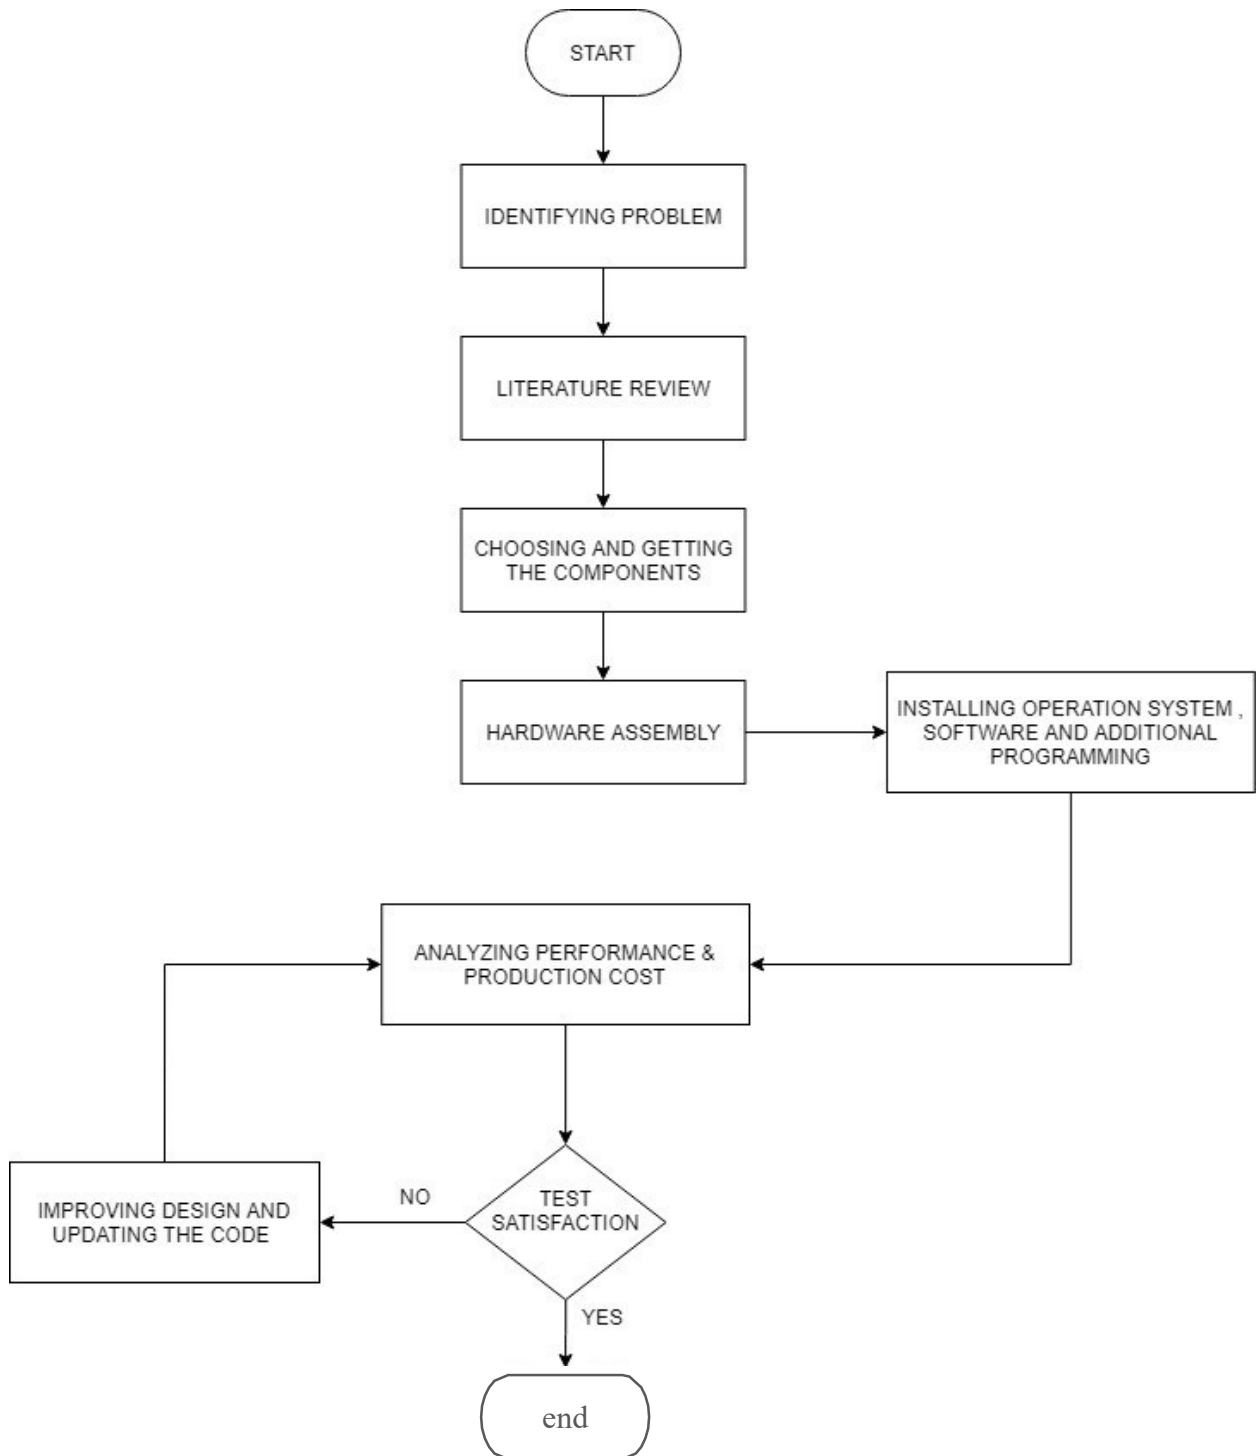 START
IDENTIFYING PROBLEM
LITERATURE REVIEW
CHOOSING AND GETTING
THE COMPONENTS
HARDWARE ASSEMBLY
INSTALLING OPERATION SYSTEM ,
SOFTWARE AND ADDITIONAL
PROGRAMMING
ANALYZING PERFORMANCE &
PRODUCTION COST
TEST
SATISFACTION
NO
IMPROVING DESIGN AND
UPDATING THE CODE
YES
end